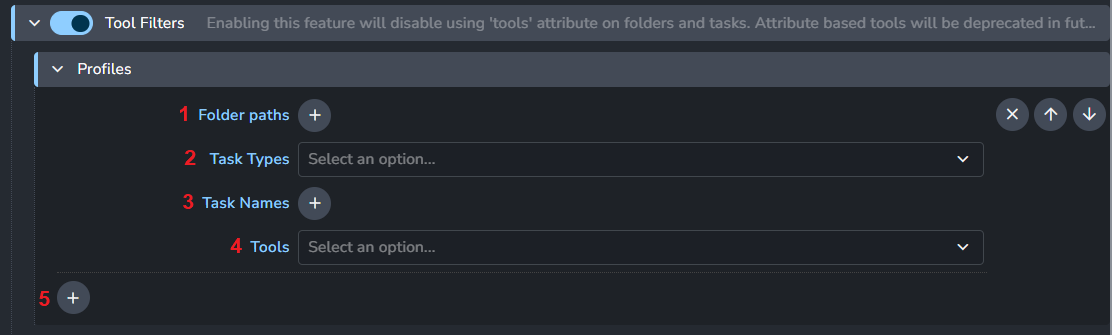 Tool Filters Enabling this feature will disable using 'tools' attribute on folders and tasks. Attribute based tools will be deprecated in fut...
Profiles
1 Folder paths +
2 Task Types Select an option...
3 Task Names +
4 Tools Select an option...
5 +